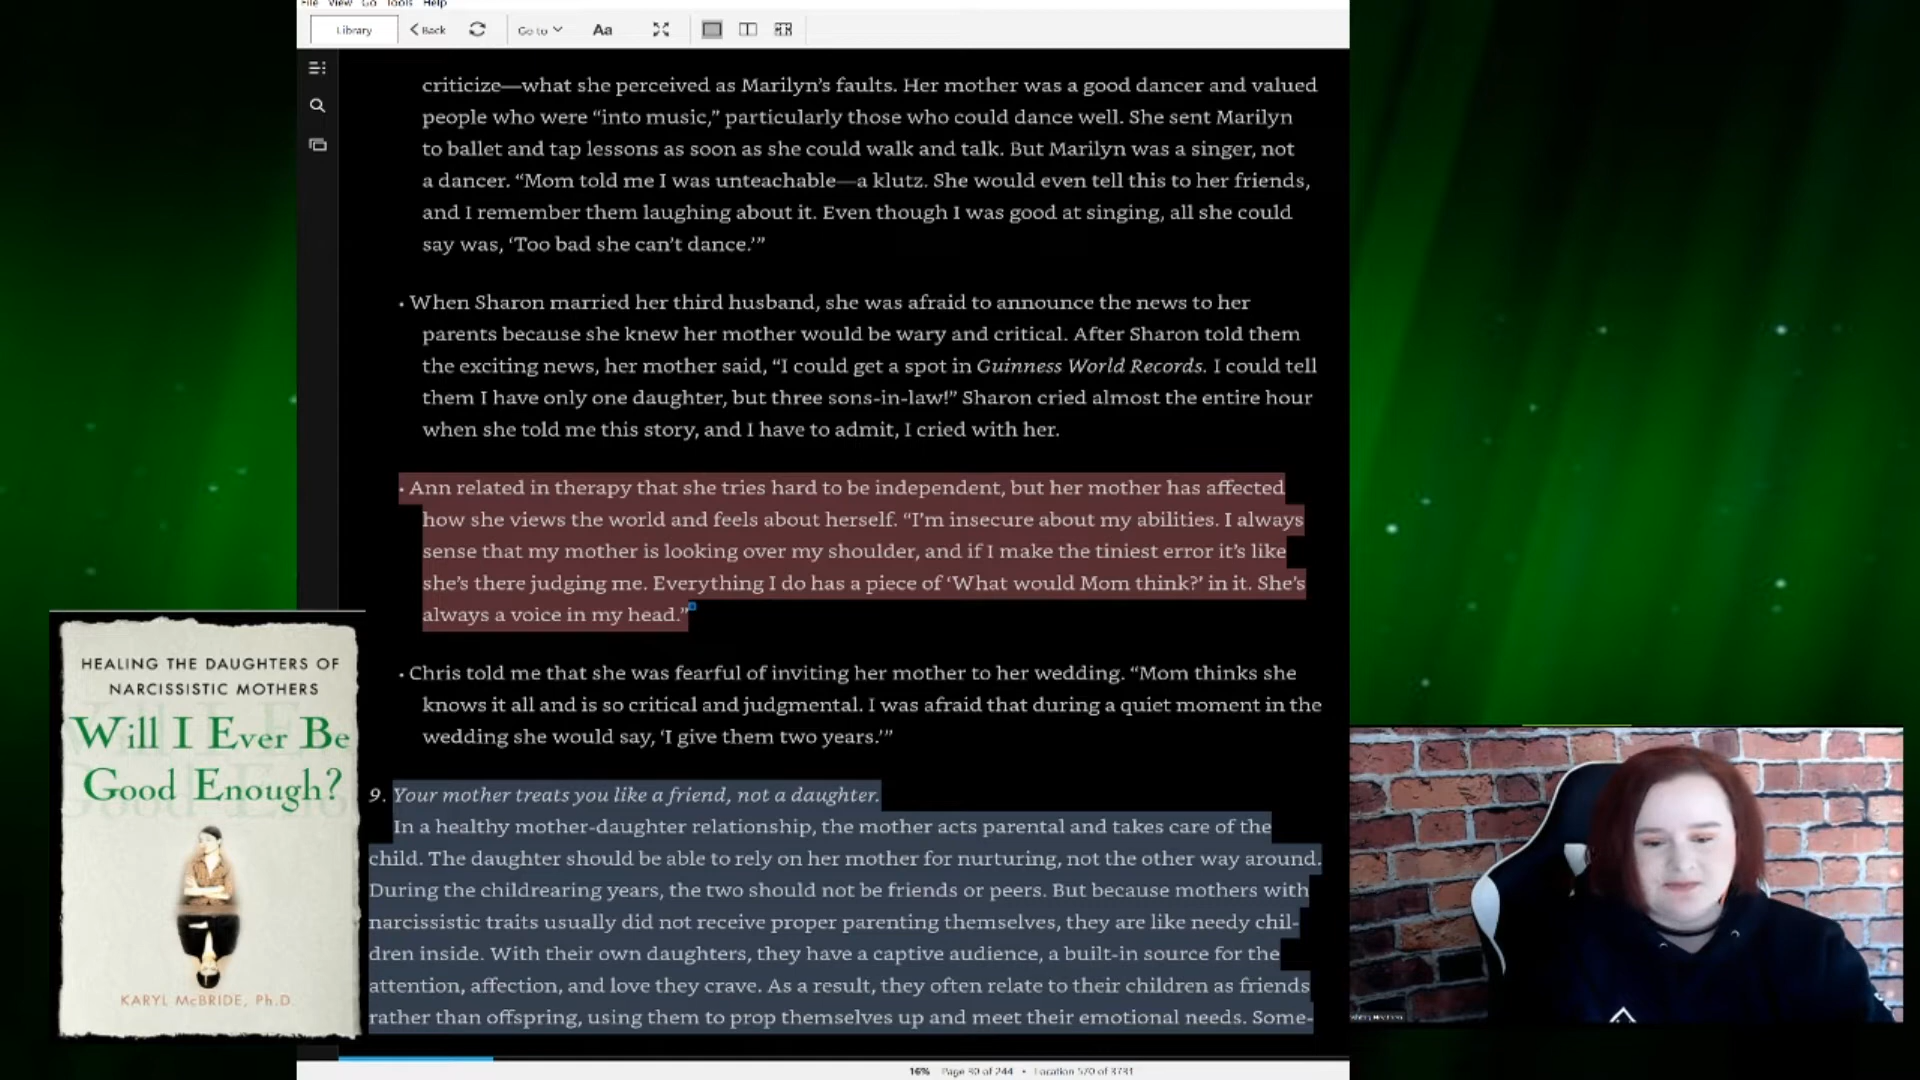 File View Go Tools Help
Library Back Go to Aa
criticize—what she perceived as Marilyn’s faults. Her mother was a good dancer and valued
people who were “into music,” particularly those who could dance well. She sent Marilyn
to ballet and tap lessons as soon as she could walk and talk. But Marilyn was a singer, not
a dancer. “Mom told me I was unteachable—a klutz. She would even tell this to her friends,
and I remember them laughing about it. Even though I was good at singing, all she could
say was, ‘Too bad she can’t dance.’”
• When Sharon married her third husband, she was afraid to announce the news to her
parents because she knew her mother would be wary and critical. After Sharon told them
the exciting news, her mother said, “I could get a spot in Guinness World Records. I could tell
them I have only one daughter, but three sons-in-law!” Sharon cried almost the entire hour
when she told me this story, and I have to admit, I cried with her.
• Ann related in therapy that she tries hard to be independent, but her mother has affected
how she views the world and feels about herself. “I’m insecure about my abilities. I always
sense that my mother is looking over my shoulder, and if I make the tiniest error it’s like
she’s there judging me. Everything I do has a piece of ‘What would Mom think?’ in it. She’s
always a voice in my head.”
• Chris told me that she was fearful of inviting her mother to her wedding. “Mom thinks she
knows it all and is so critical and judgmental. I was afraid that during a quiet moment in the
wedding she would say, ‘I give them two years.’”
9. Your mother treats you like a friend, not a daughter.
In a healthy mother-daughter relationship, the mother acts parental and takes care of the
child. The daughter should be able to rely on her mother for nurturing, not the other way around.
During the childrearing years, the two should not be friends or peers. But because mothers with
narcissistic traits usually did not receive proper parenting themselves, they are like needy chil-
dren inside. With their own daughters, they have a captive audience, a built-in source for the
attention, affection, and love they crave. As a result, they often relate to their children as friends
rather than offspring, using them to prop themselves up and meet their emotional needs. Some-
16% Page 30 of 244 • Location 570 of 3731
HEALING THE DAUGHTERS OF
NARCISSISTIC MOTHERS
Will I Ever Be
Good Enough?
KARYL McBRIDE, Ph.D.